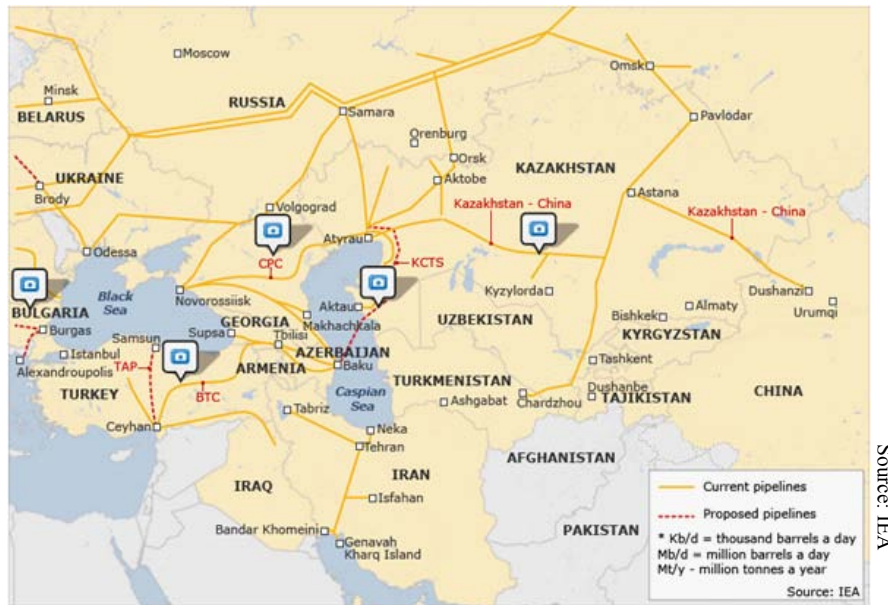 Moscow
Omsk
Minsk
BELARUS
RUSSIA
Samara
Pavlodar
Orenburg
Orsk
KAZAKHSTAN
UKRAINE
Aktobe
Brody
Astana
Volgograd
Kazakhstan - China
Kazakhstan - China
Atyrau
Odessa
CPC
KCTS
Black
Sea
Novorossiisk
Kyzylorda
Dushanzi
Urumqi
BULGARIA
Aktau
Makhachkala
Almaty
Bishkek
Burgas
Samsun
Supsa
GEORGIA
Tbilisi
UZBEKISTAN
KYRGYZSTAN
Istanbul
AZERBAIJAN
Tashkent
Alexandroupolis
TAP
ARMENIA
Baku
TURKEY
BTC
Caspian
Sea
TURKMENISTAN
Dushanbe
TAJIKISTAN
CHINA
Tabriz
Ashgabat
Chardzhou
Ceyhan
Neka
Tehran
AFGHANISTAN
IRAQ
IRAN
Isfahan
PAKISTAN
Bandar Khomeini
Genavah
Kharq Island
Current pipelines
Proposed pipelines
* Kb/d = thousand barrels a day
Mb/d = million barrels a day
Mt/y - million tonnes a year
Source: IEA
Source: IEA